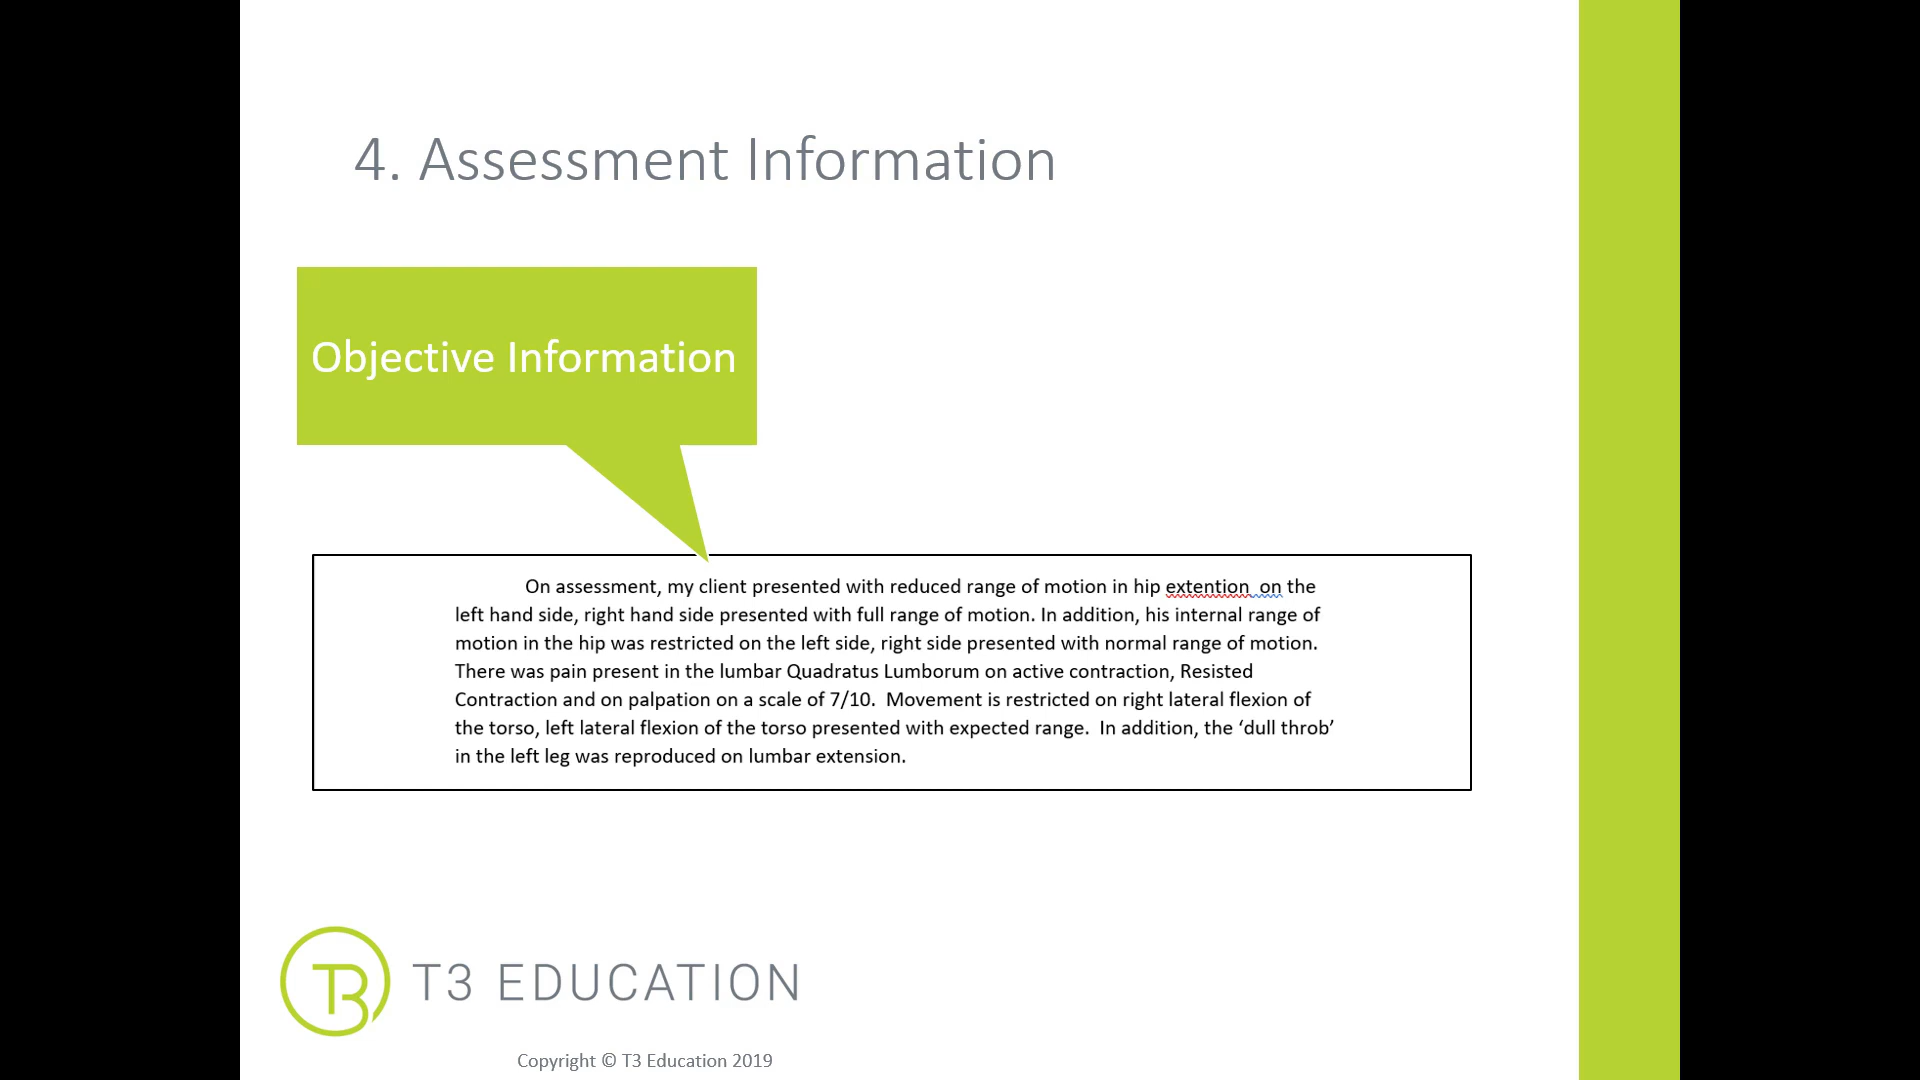 4. Assessment Information
Objective Information
On assessment, my client presented with reduced range of motion in hip extention  on the
left hand side, right hand side presented with full range of motion. In addition, his internal range of
motion in the hip was restricted on the left side, right side presented with normal range of motion.
There was pain present in the lumbar Quadratus Lumborum on active contraction, Resisted
Contraction and on palpation on a scale of 7/10.  Movement is restricted on right lateral flexion of
the torso, left lateral flexion of the torso presented with expected range.  In addition, the ‘dull throb’
in the left leg was reproduced on lumbar extension.
T3 T3 EDUCATION
Copyright © T3 Education 2019